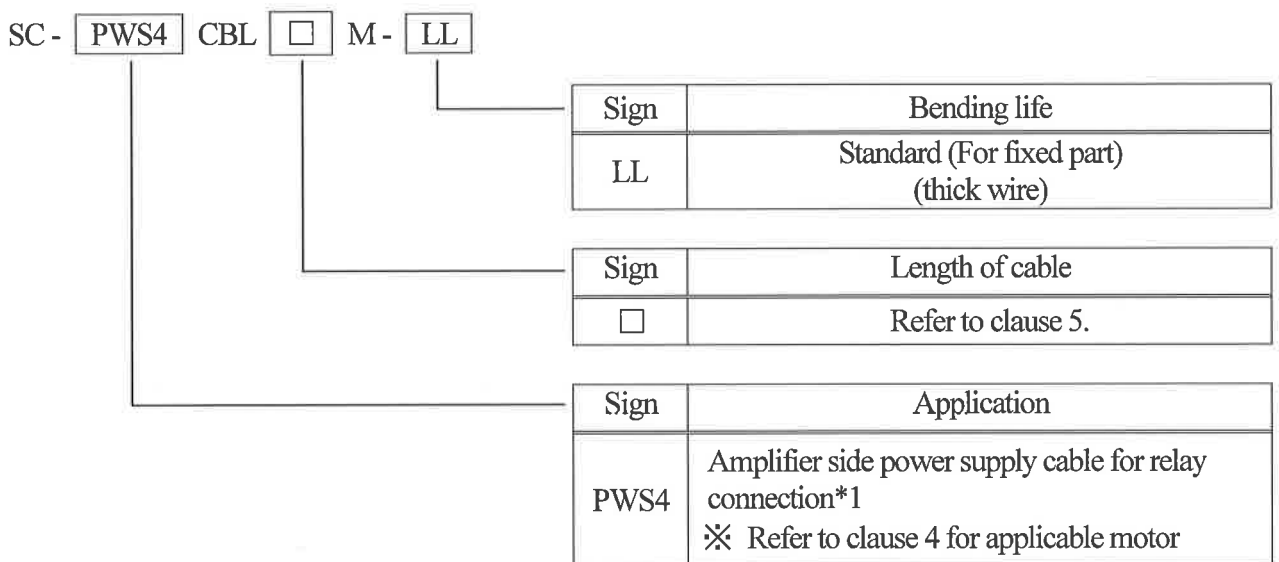 SC - PWS4 CBL □ M - LL
Sign Bending life
LL Standard (For fixed part)
(thick wire)
Sign Length of cable
□ Refer to clause 5.
Sign Application
PWS4 Amplifier side power supply cable for relay
connection*1
※ Refer to clause 4 for applicable motor